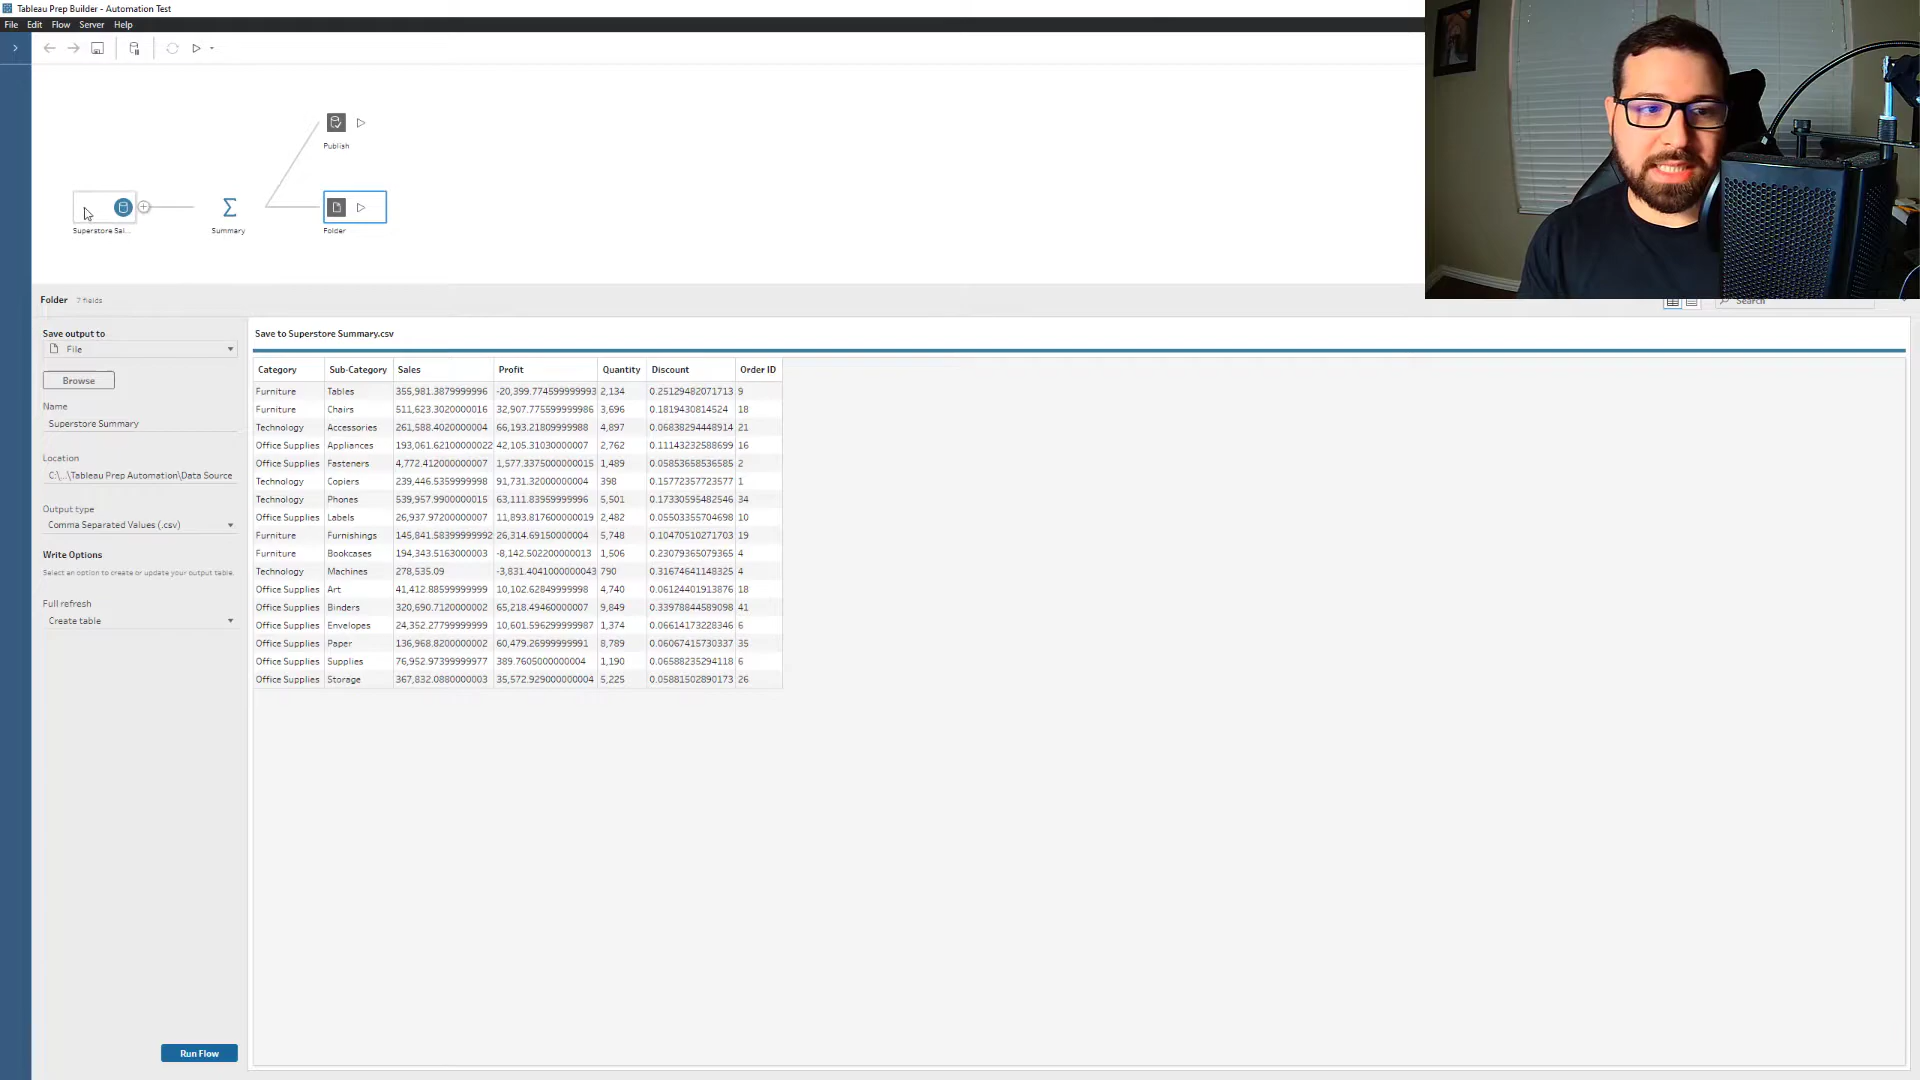 Tableau Prep Builder - Automation Test
File Edit Flow Server Help
Publish
Superstore Sal...
Summary
Folder
Folder 7 fields
Search
Save output to
File
Browse
Name
Superstore Summary
Location
C:\...\Tableau Prep Automation\Data Source
Output type
Comma Separated Values (.csv)
Write Options
Select an option to create or update your output table.
Full refresh
Create table
Run Flow
Save to Superstore Summary.csv
Category Sub-Category Sales Profit Quantity Discount Order ID
Furniture Tables 355,981.3879999996 -20,399.774599999993 2,134 0.25129482071713 9
Furniture Chairs 511,623.3020000016 32,907.775599999986 3,696 0.1819430814524 18
Technology Accessories 261,588.4020000004 66,193.21809999988 4,897 0.06838294448914 21
Office Supplies Appliances 193,061.62100000022 42,105.31030000007 2,762 0.11143232588699 16
Office Supplies Fasteners 4,772.412000000007 1,577.3375000000015 1,489 0.05853658536585 2
Technology Copiers 239,446.5359999998 91,731.32000000004 398 0.15772357723577 1
Technology Phones 539,957.9900000015 63,111.83959999996 5,501 0.17330595482546 34
Office Supplies Labels 26,937.97200000007 11,893.817600000019 2,482 0.05503355704698 10
Furniture Furnishings 145,841.58399999992 26,314.69150000004 5,748 0.10470510271703 19
Furniture Bookcases 194,343.5163000003 -8,142.502200000013 1,506 0.23079365079365 4
Technology Machines 278,535.09 -3,831.4041000000043 790 0.31674641148325 4
Office Supplies Art 41,412.88599999999 10,102.62849999998 4,740 0.06124401913876 18
Office Supplies Binders 320,690.7120000002 65,218.49460000007 9,849 0.33978844589098 41
Office Supplies Envelopes 24,352.27799999999 10,601.596299999987 1,374 0.06614173228346 6
Office Supplies Paper 136,968.8200000002 60,479.26999999991 8,789 0.06067415730337 35
Office Supplies Supplies 76,952.97399999977 389.7605000000004 1,190 0.06588235294118 6
Office Supplies Storage 367,832.0880000003 35,572.929000000004 5,225 0.05881502890173 26